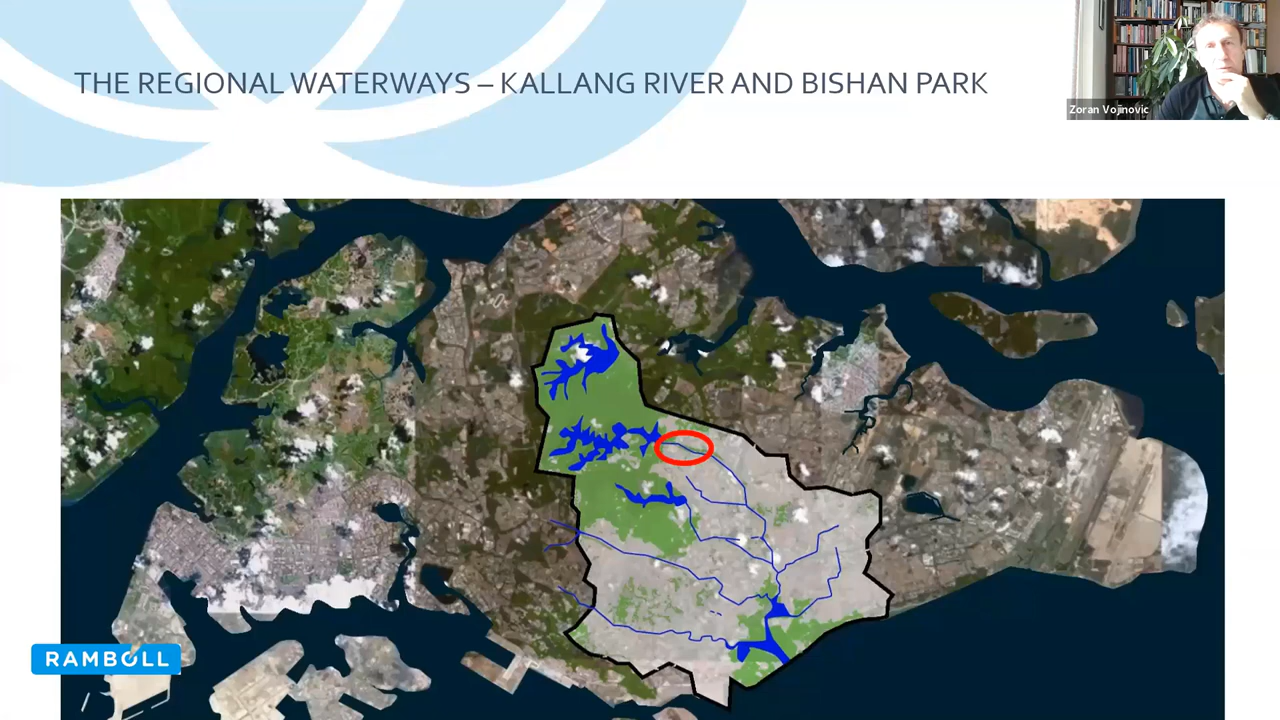 THE REGIONAL WATERWAYS – KALLANG RIVER AND BISHAN PARK
Zoran Vojinovic
RAMBOLL